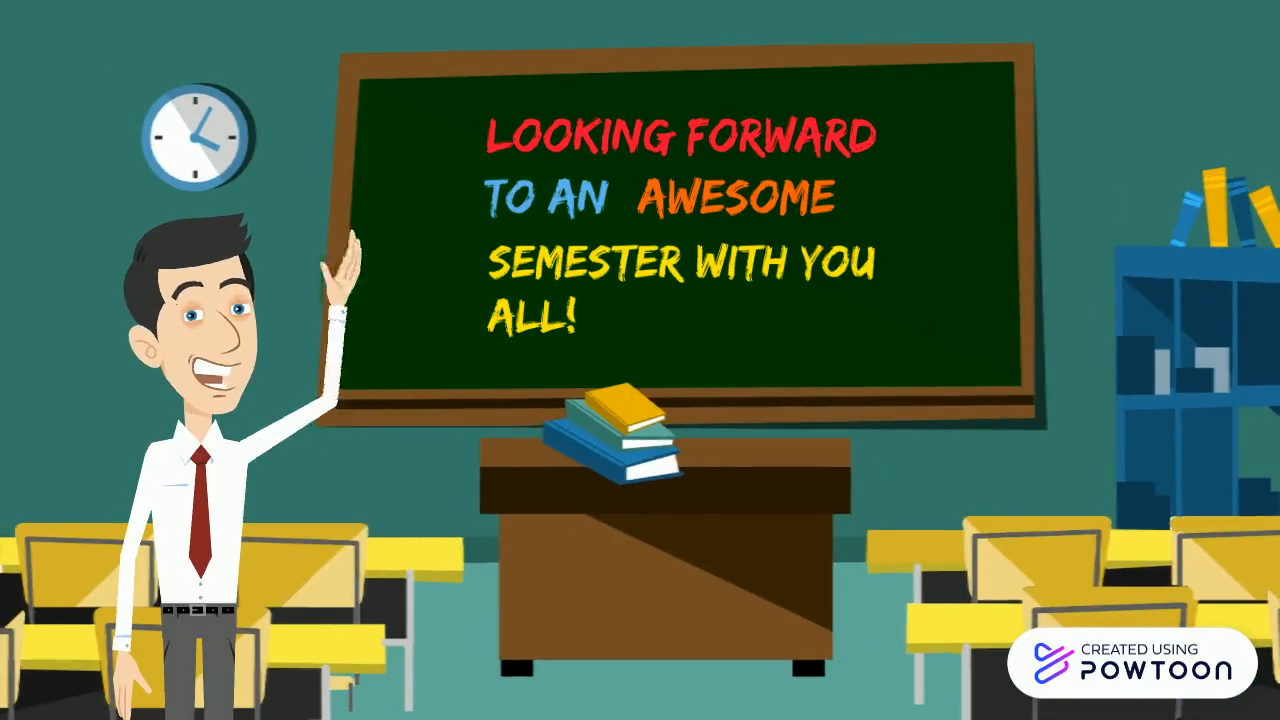 LOOKING FORWARD
TO AN AWESOME
SEMESTER WITH YOU
ALL!
CREATED USING
POWTOON